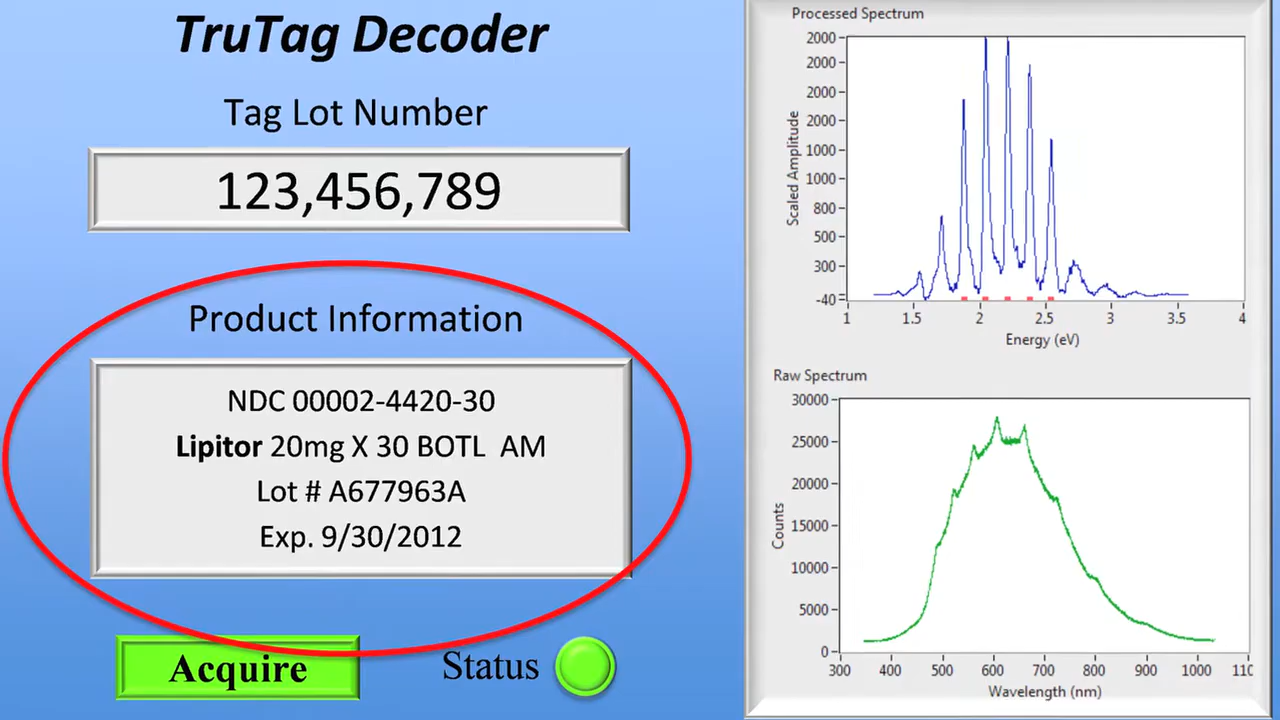 TruTag Decoder
Tag Lot Number
123,456,789
Product Information
NDC 00002-4420-30
Lipitor 20mg X 30 BOTL AM
Lot # A677963A
Exp. 9/30/2012
Acquire
Status
Processed Spectrum
Scaled Amplitude
2000
2000
2000
2000
1000
1000
800
500
300
-40
1 1.5 2 2.5 3 3.5 4
Energy (eV)
Raw Spectrum
Counts
30000
25000
20000
15000
10000
5000
0
300 400 500 600 700 800 900 1000 110
Wavelength (nm)